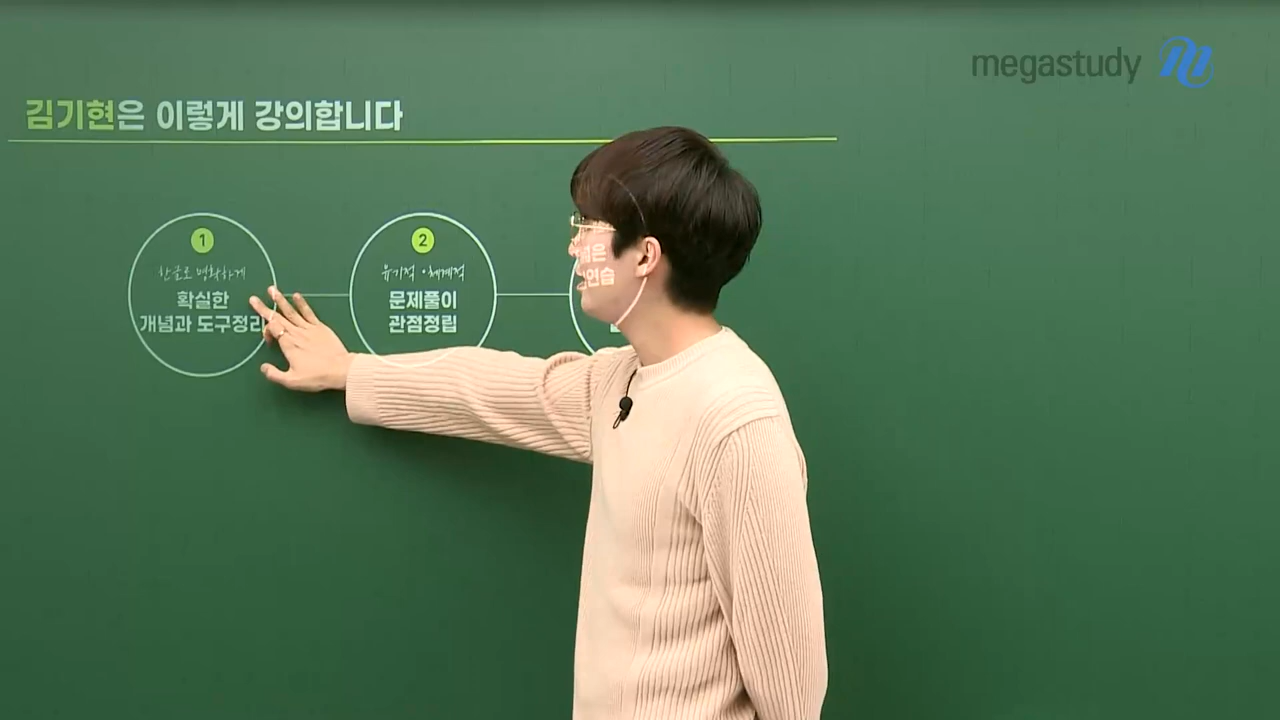 megastudy
김기현은 이렇게 강의합니다
1
한글로 명확하게
확실한
개념과 도구정리
2
유기적 · 체계적
문제풀이
관점정립
연습